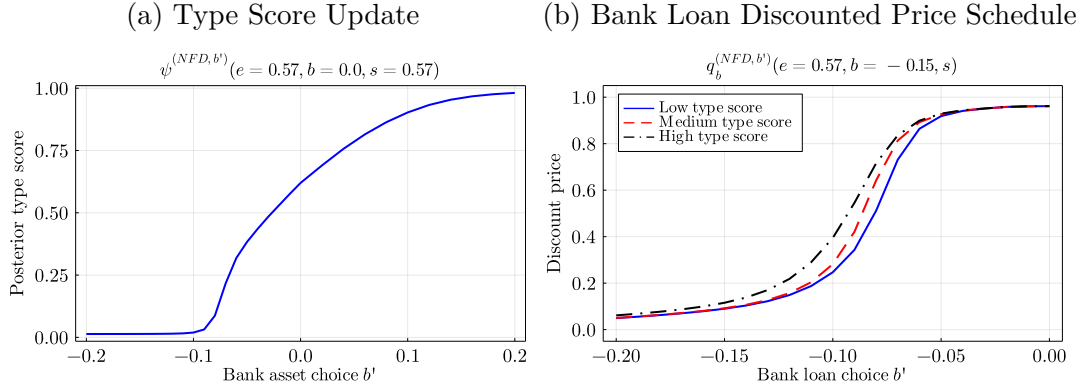 (a) Type Score Update
ψ^(NFD, b')(e = 0.57, b = 0.0, s = 0.57)
Posterior type score
1.00
0.75
0.50
0.25
0.00
−0.2
−0.1
0.0
0.1
0.2
Bank asset choice b'
(b) Bank Loan Discounted Price Schedule
q_b^(NFD, b')(e = 0.57, b = − 0.15, s)
Low type score
Medium type score
High type score
Discount price
1.0
0.8
0.6
0.4
0.2
0.0
−0.20
−0.15
−0.10
−0.05
0.00
Bank loan choice b'